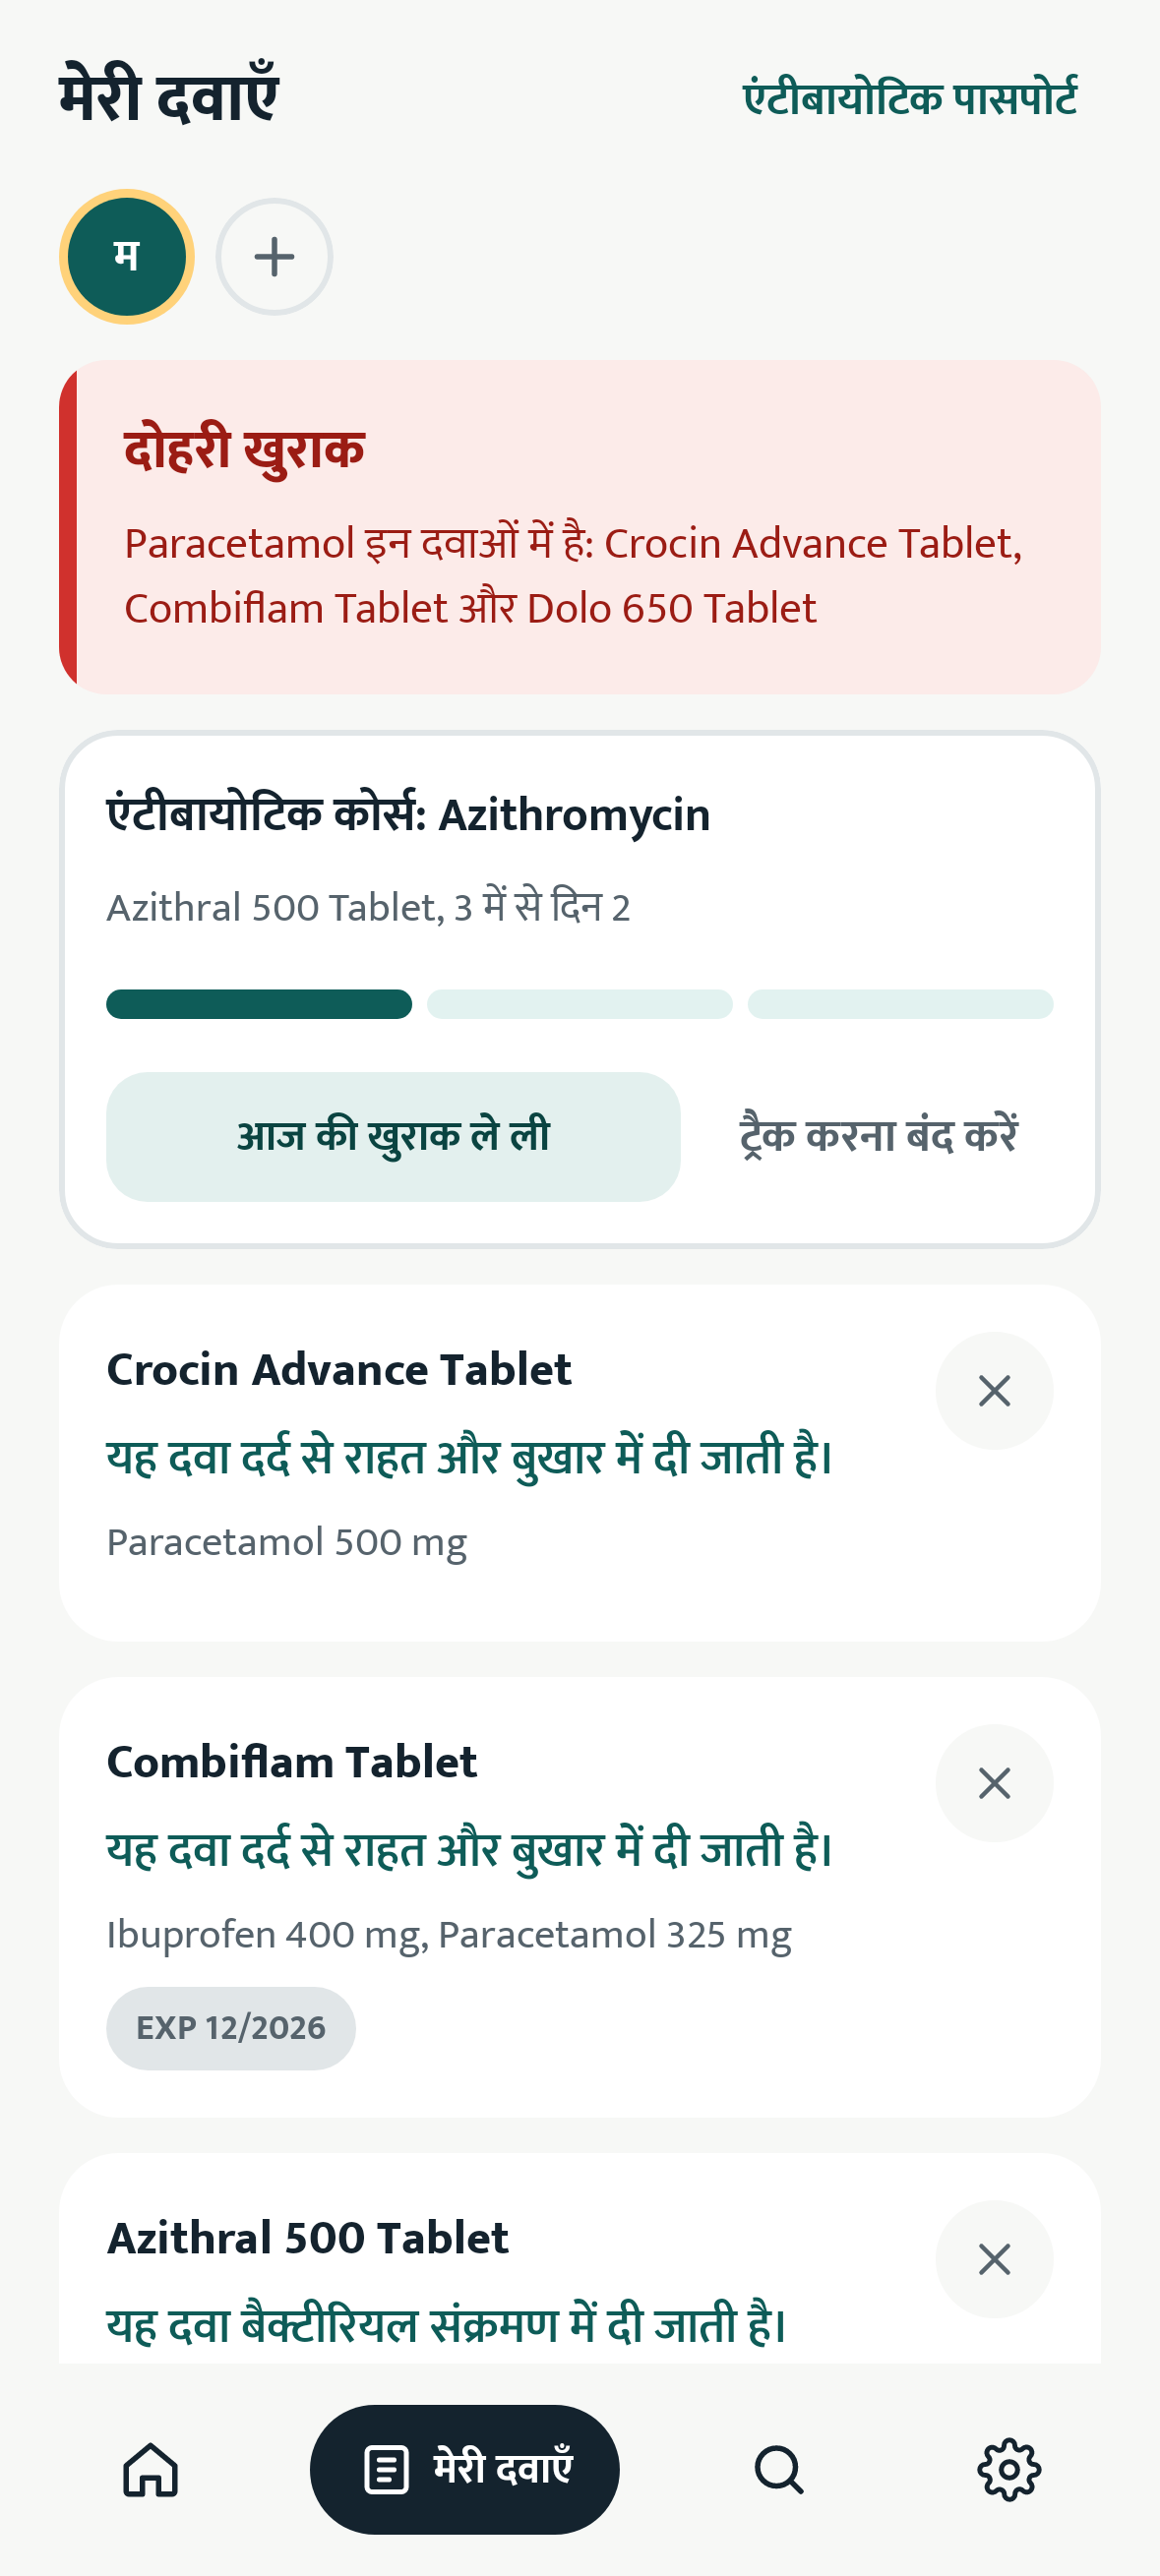 मेरी दवाएँ
एंटीबायोटिक पासपोर्ट
म
दोहरी खुराक
Paracetamol इन दवाओं में है: Crocin Advance Tablet,
Combiflam Tablet और Dolo 650 Tablet
एंटीबायोटिक कोर्स: Azithromycin
Azithral 500 Tablet, 3 में से दिन 2
आज की खुराक ले ली
ट्रैक करना बंद करें
Crocin Advance Tablet
यह दवा दर्द से राहत और बुखार में दी जाती है।
Paracetamol 500 mg
Combiflam Tablet
यह दवा दर्द से राहत और बुखार में दी जाती है।
Ibuprofen 400 mg, Paracetamol 325 mg
EXP 12/2026
Azithral 500 Tablet
यह दवा बैक्टीरियल संक्रमण में दी जाती है।
मेरी दवाएँ